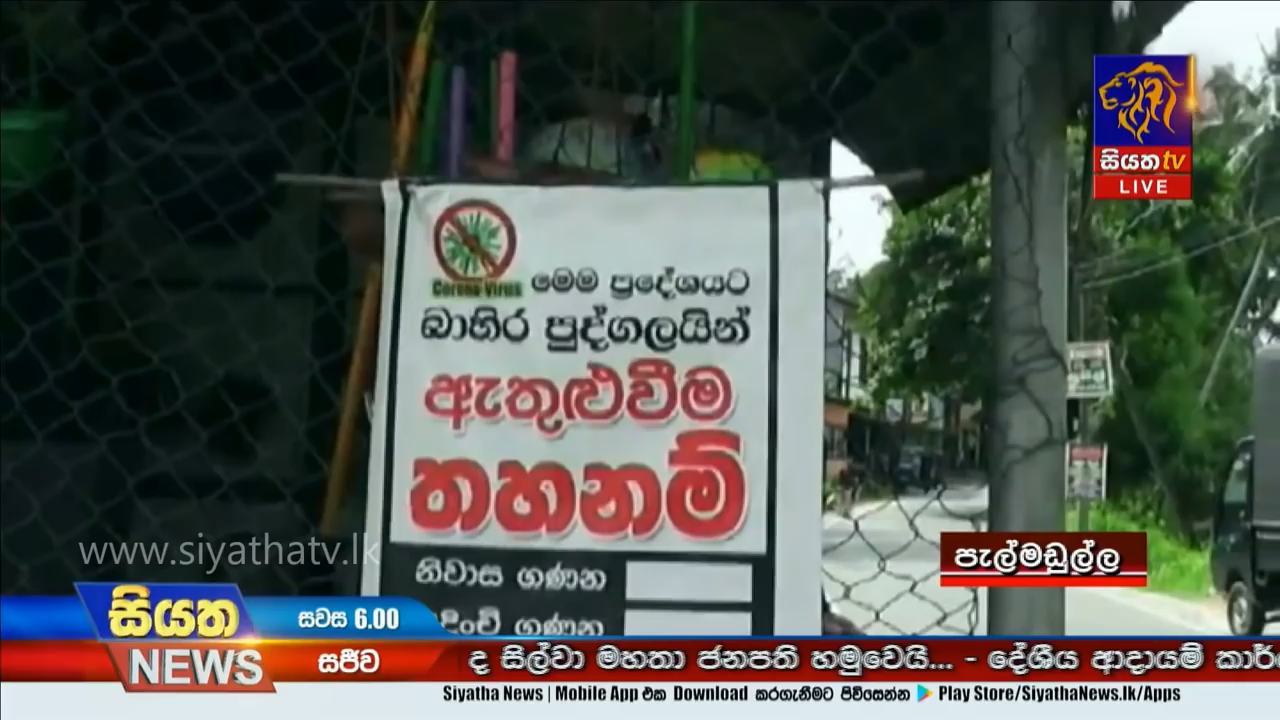 සියත tv
LIVE
Corona Virus
මෙම ප්‍රදේශයට
බාහිර පුද්ගලයින්
ඇතුළුවීම
තහනම්
නිවාස ගණන
පදිංචි ගණන
www.siyathatv.lk
පැල්මඩුල්ල
සියත
NEWS
සවස 6.00
සජීව
ද සිල්වා මහතා ජනපති හමුවෙයි... - දේශීය ආදායම්
Siyatha News | Mobile App එක Download කරගැනීමට පිවිසෙන්න Play Store/SiyathaNews.lk/Apps